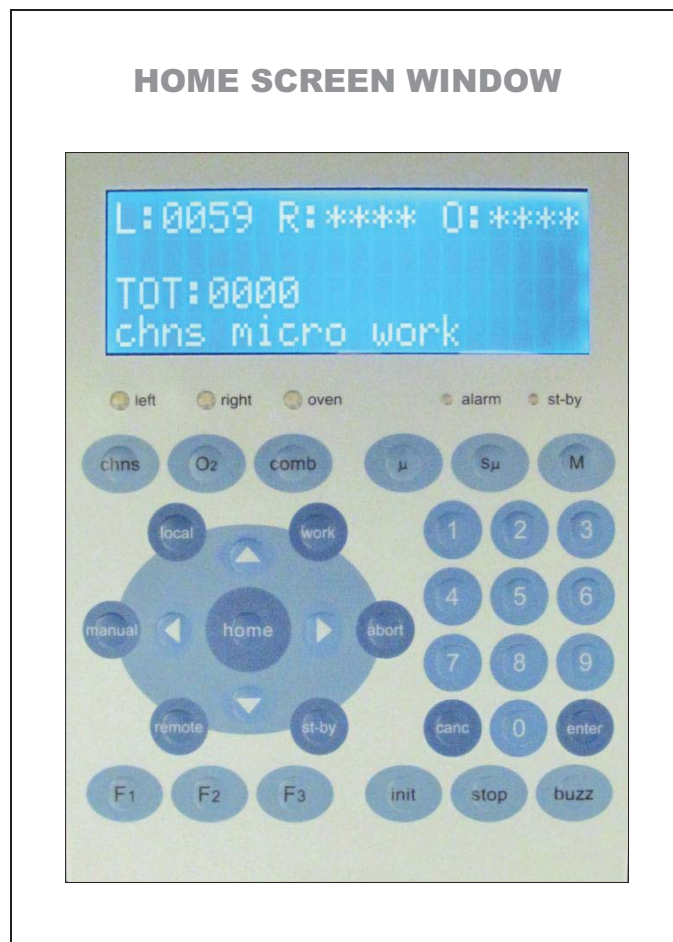 HOME SCREEN WINDOW
L:0059 R:**** O:****
TOT:0000
chns micro work
left right oven alarm st-by
chns O2 comb μ Sμ M
local work 1 2 3
4 5 6
manual home abort
7 8 9
remote st-by canc 0 enter
F1 F2 F3 init stop buzz